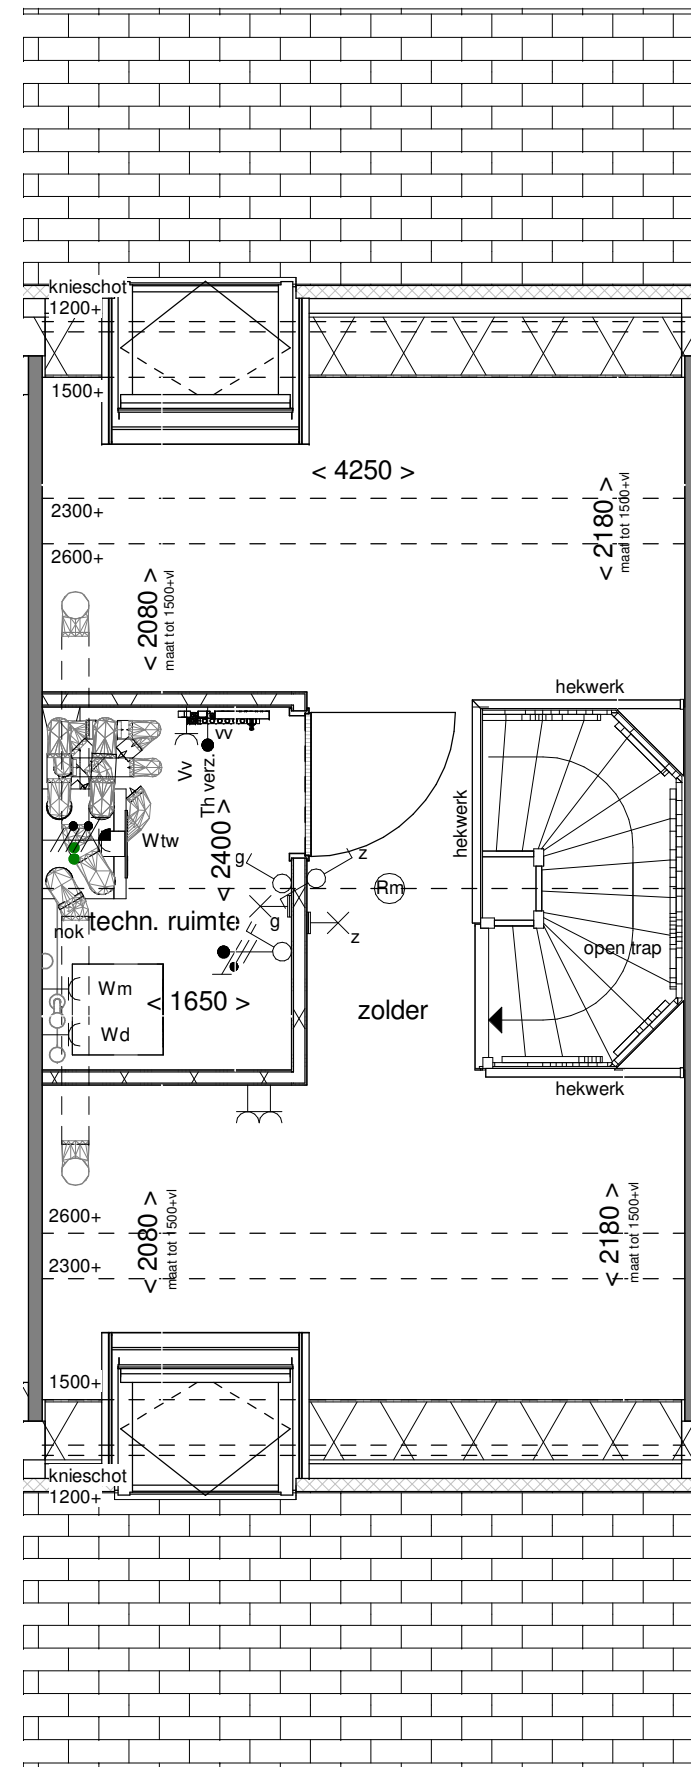 knieschot
1200+
1500+
< 4250 >
2300+
< 2180 >
maat tot 1500+vl
2600+
< 2080 >
maat tot 1500+vl
hekwerk
vv
Vv
Th verz.
hekwerk
Wtw
< 2400 >
g
z
Rm
nok
techn. ruimte
g
z
open trap
Wm
< 1650 >
zolder
Wd
hekwerk
2600+
< 2080 >
maat tot 1500+vl
< 2180 >
maat tot 1500+vl
2300+
1500+
knieschot
1200+